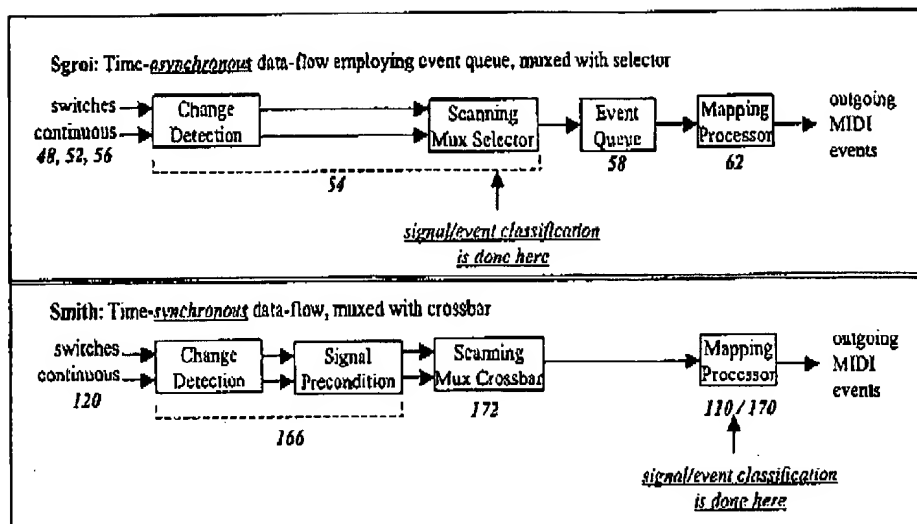 Sgroi: Time-asynchronous data-flow employing event queue, muxed with selector
switches
continuous
48, 52, 56
Change
Detection
Scanning
Mux Selector
Event
Queue
58
Mapping
Processor
62
outgoing
MIDI
events
54
signal/event classification
is done here
Smith: Time-synchronous data-flow, muxed with crossbar
switches
continuous
120
Change
Detection
Signal
Precondition
Scanning
Mux Crossbar
172
Mapping
Processor
110 / 170
outgoing
MIDI
events
166
signal/event classification
is done here